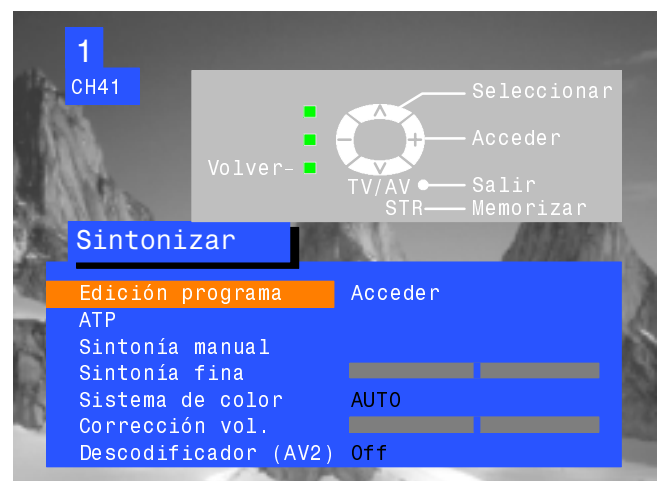 1
CH41
Seleccionar
Acceder
Volver-
TV/AV Salir
STR Memorizar
Sintonizar
Edición programa Acceder
ATP
Sintonía manual
Sintonía fina
Sistema de color AUTO
Corrección vol.
Descodificador (AV2) Off